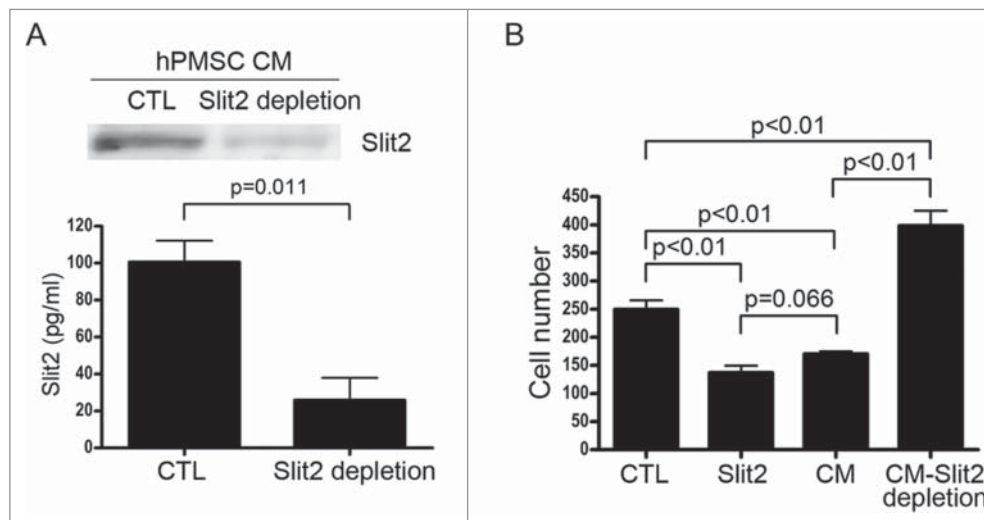 A
hPMSC CM
CTL Slit2 depletion
Slit2
p=0.011
120
100
80
60
40
20
0
Slit2 (pg/ml)
CTL Slit2 depletion
B
p<0.01
p<0.01
p<0.01
p<0.01
p=0.066
450
400
350
300
250
200
150
100
50
0
Cell number
CTL Slit2 CM CM-Slit2
depletion